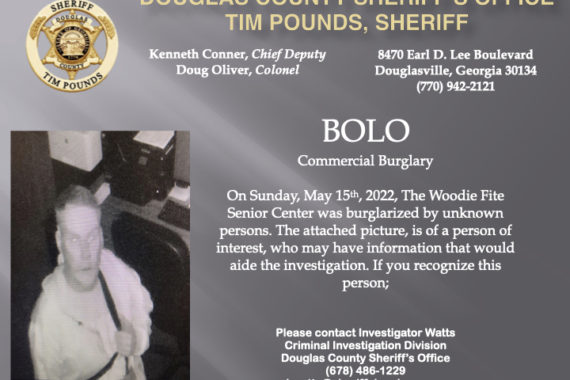 SHERIFF
DOUGLAS
COUNTY
TIM POUNDS
DOUGLAS COUNTY SHERIFF'S OFFICE
TIM POUNDS, SHERIFF
Kenneth Conner, Chief Deputy
Doug Oliver, Colonel
8470 Earl D. Lee Boulevard
Douglasville, Georgia 30134
(770) 942-2121
BOLO
Commercial Burglary
On Sunday, May 15th, 2022, The Woodie Fite
Senior Center was burglarized by unknown
persons. The attached picture, is of a person of
interest, who may have information that would
aide the investigation. If you recognize this
person;
Please contact Investigator Watts
Criminal Investigation Division
Douglas County Sheriff's Office
(678) 486-1229